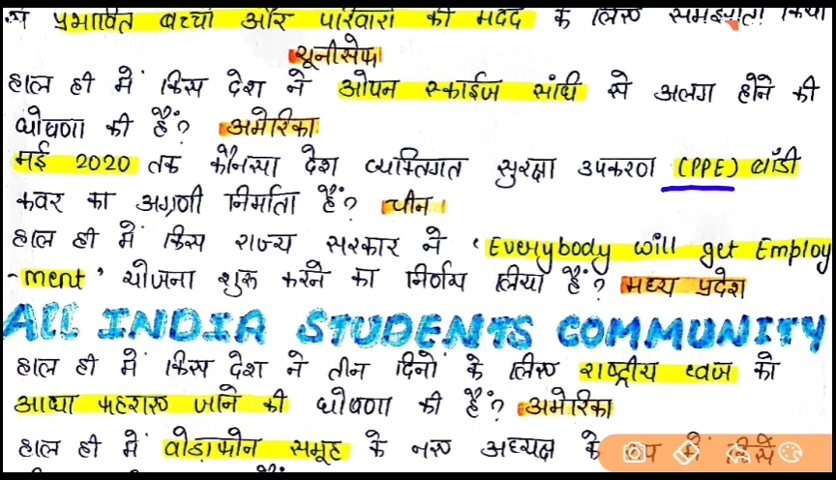 प्रभावित बच्चों और परिवारों की मदद के लिए समझौता किया
यूनीसेफ
हाल ही में किस देश ने ओपन स्काईज संधि से अलग होने की
घोषणा की हैं? अमेरिका
मई 2020 तक कौनसा देश व्यक्तिगत सुरक्षा उपकरण (PPE) बॉडी
कवर का अग्रणी निर्माता हैं? चीन
हाल ही में किस राज्य सरकार ने ' Everybody will get Employ
-ment ' योजना शुरू करने का निर्णय लिया हैं? मध्य प्रदेश
ALL INDIA STUDENTS COMMUNITY
हाल ही में किस देश ने तीन दिनों के लिए राष्ट्रीय ध्वज को
आधा फहराए जाने की घोषणा की हैं? अमेरिका
हाल ही में वोडाफोन समूह के नए अध्यक्ष के रूप में किसे